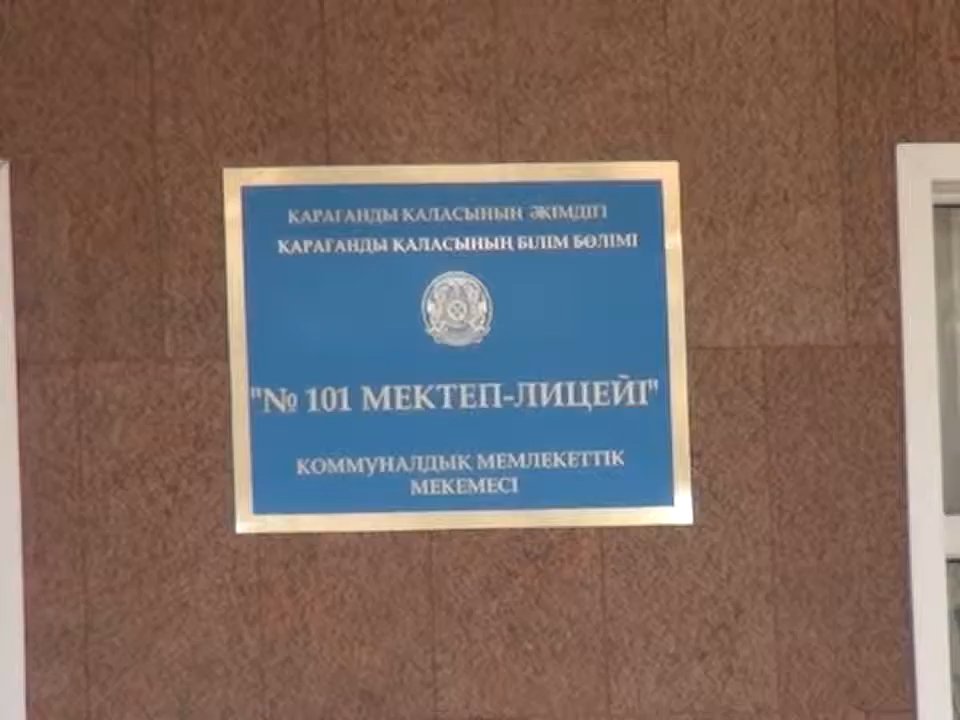 ҚАРАҒАНДЫ ҚАЛАСЫНЫҢ ӘКІМДІГІ
ҚАРАҒАНДЫ ҚАЛАСЫНЫҢ БІЛІМ БӨЛІМІ
"№ 101 МЕКТЕП-ЛИЦЕЙІ"
КОММУНАЛДЫҚ МЕМЛЕКЕТТІК
МЕКЕМЕСІ